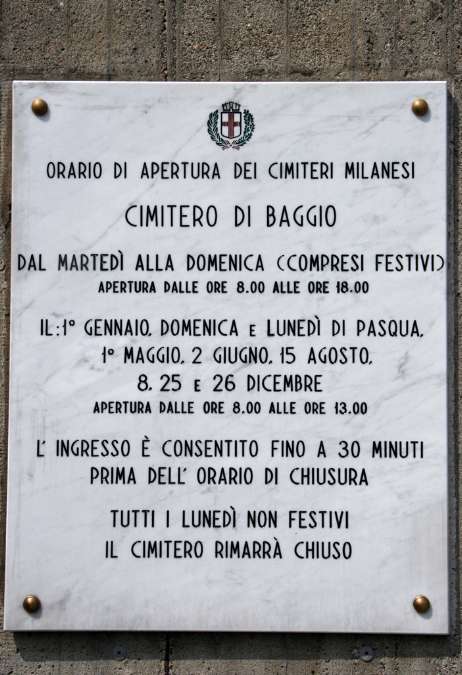 ORARIO DI APERTURA DEI CIMITERI MILANESI
CIMITERO DI BAGGIO
DAL MARTEDÌ ALLA DOMENICA (COMPRESI FESTIVI)
APERTURA DALLE ORE 8.00 ALLE ORE 18.00
IL:1° GENNAIO, DOMENICA E LUNEDÌ DI PASQUA,
1° MAGGIO, 2 GIUGNO, 15 AGOSTO,
8, 25 E 26 DICEMBRE
APERTURA DALLE ORE 8.00 ALLE ORE 13.00
L' INGRESSO È CONSENTITO FINO A 30 MINUTI
PRIMA DELL' ORARIO DI CHIUSURA
TUTTI I LUNEDÌ NON FESTIVI
IL CIMITERO RIMARRÀ CHIUSO